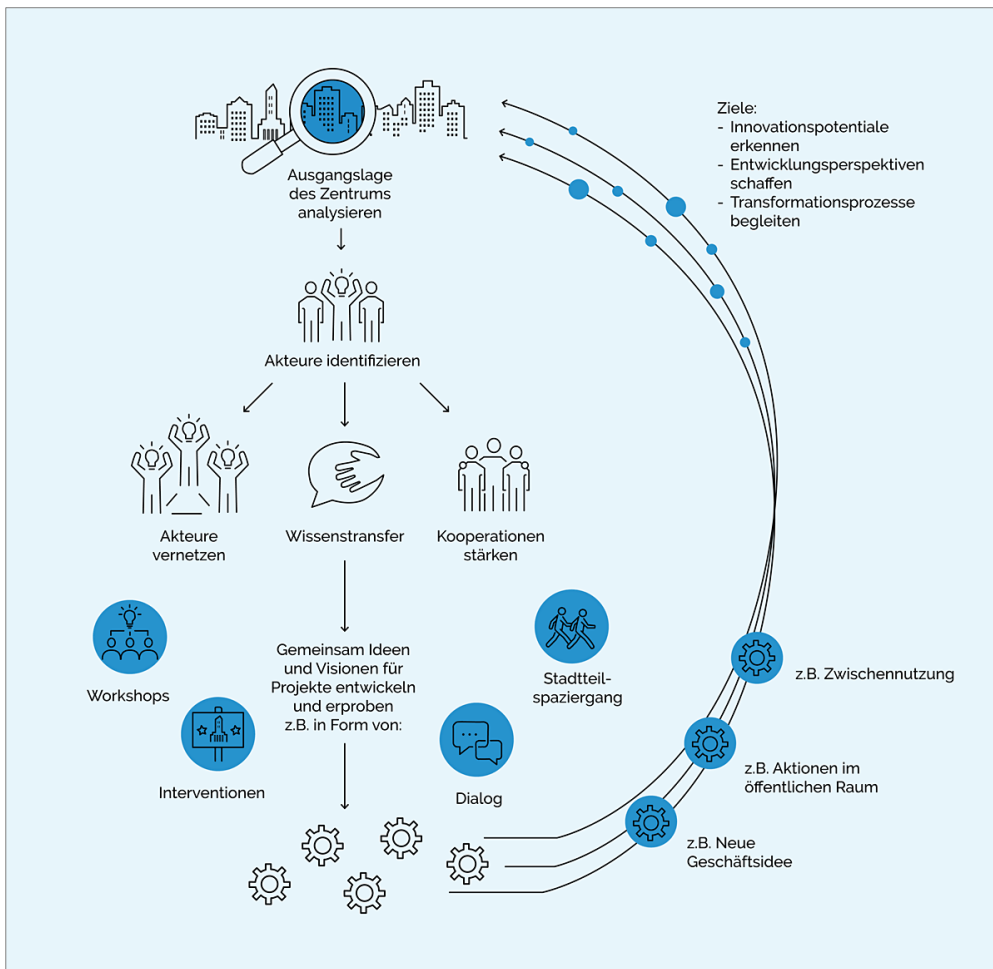 Ziele:
- Innovationspotentiale
erkennen
- Entwicklungsperspektiven
schaffen
- Transformationsprozesse
begleiten
Ausgangslage
des Zentrums
analysieren
Akteure identifizieren
Akteure
vernetzen
Wissenstransfer
Kooperationen
stärken
Gemeinsam Ideen
und Visionen für
Projekte entwickeln
und erproben
z.B. in Form von:
Workshops
Interventionen
Dialog
Stadtteil-
spaziergang
z.B. Zwischennutzung
z.B. Aktionen im
öffentlichen Raum
z.B. Neue
Geschäftsidee